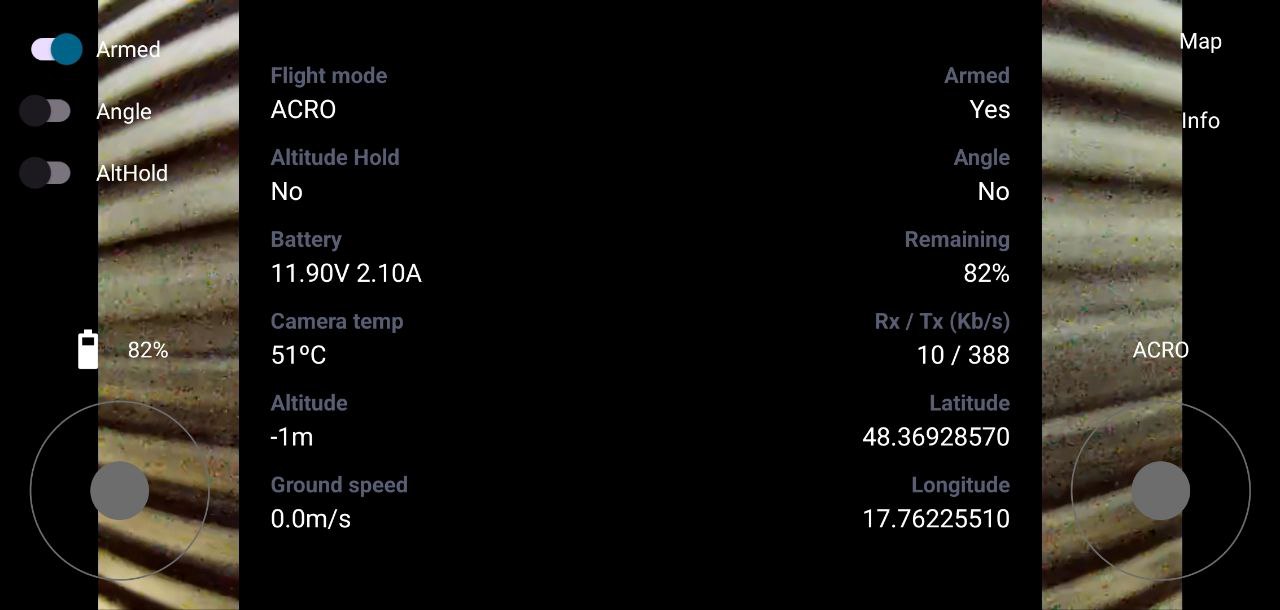 Armed
Angle
AltHold
82%
Flight mode
ACRO
Altitude Hold
No
Battery
11.90V 2.10A
Camera temp
51ºC
Altitude
-1m
Ground speed
0.0m/s
Armed
Yes
Angle
No
Remaining
82%
Rx / Tx (Kb/s)
10 / 388
Latitude
48.36928570
Longitude
17.76225510
Map
Info
ACRO